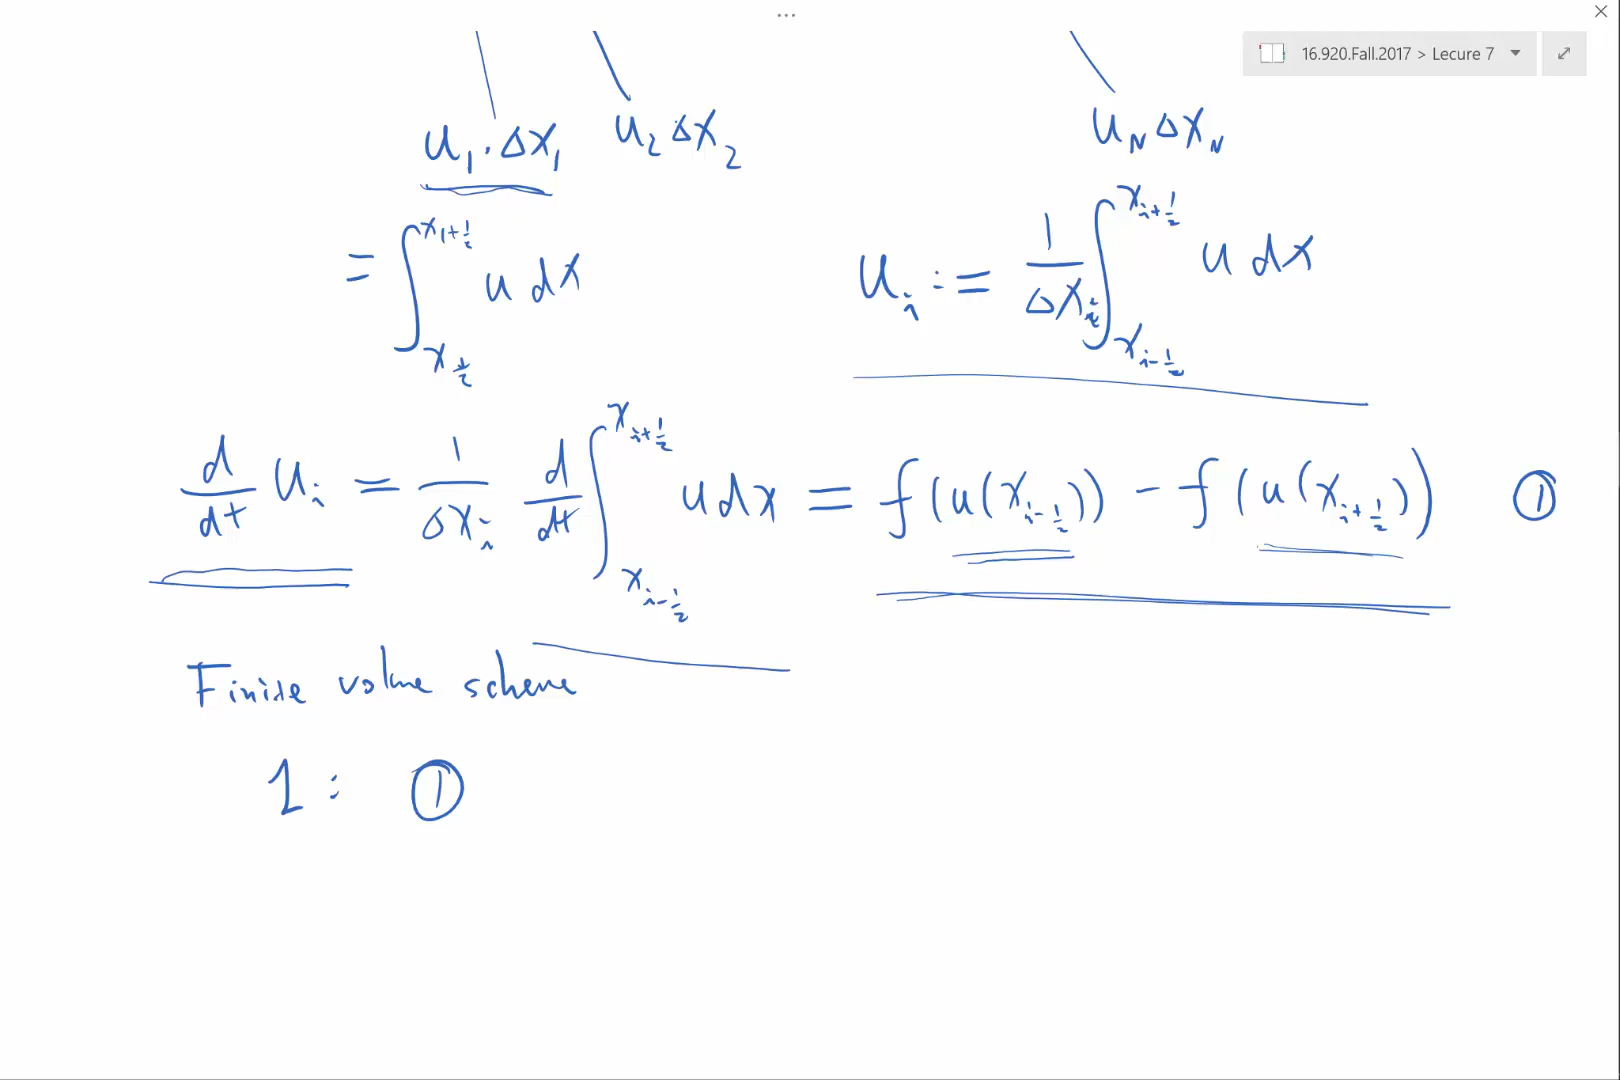 16.920.Fall.2017 > Lecure 7
u₁·Δx₁ u₂Δx₂ u_NΔx_N
= ∫_{x_{1/2}}^{x_{1+1/2}} u dx
u_i := 1/Δx_i ∫_{x_{i-1/2}}^{x_{i+1/2}} u dx
d/dt u_i = 1/Δx_i d/dt ∫_{x_{i-1/2}}^{x_{i+1/2}} u dx = f(u(x_{i-1/2})) - f(u(x_{i+1/2})) ①
Finite volume scheme
1: ①